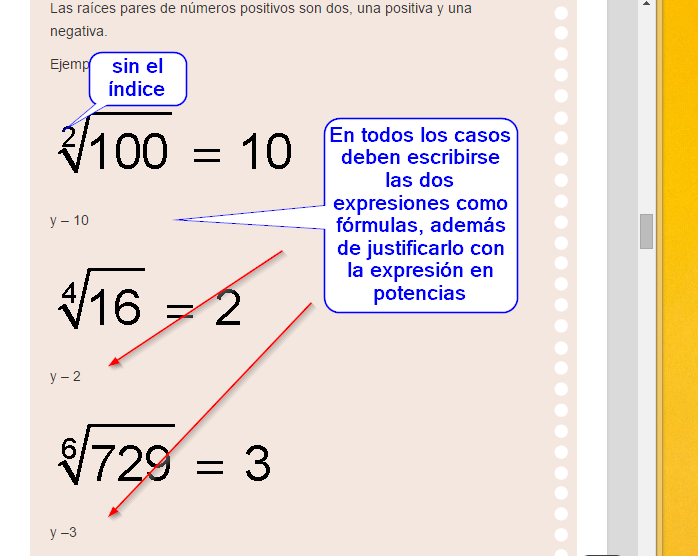 Las raíces pares de números positivos son dos, una positiva y una
negativa.
Ejemp
sin el
índice
2√100 = 10
En todos los casos
deben escribirse
las dos
expresiones como
fórmulas, además
de justificarlo con
la expresión en
potencias
y – 10
4√16 = 2
y – 2
6√729 = 3
y –3